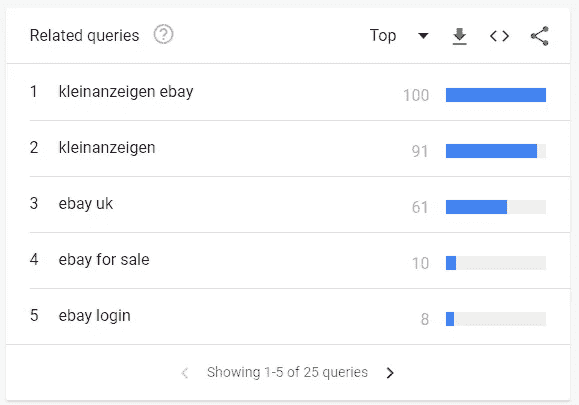 Related queries ? Top
1 kleinanzeigen ebay 100
2 kleinanzeigen 91
3 ebay uk 61
4 ebay for sale 10
5 ebay login 8
Showing 1-5 of 25 queries